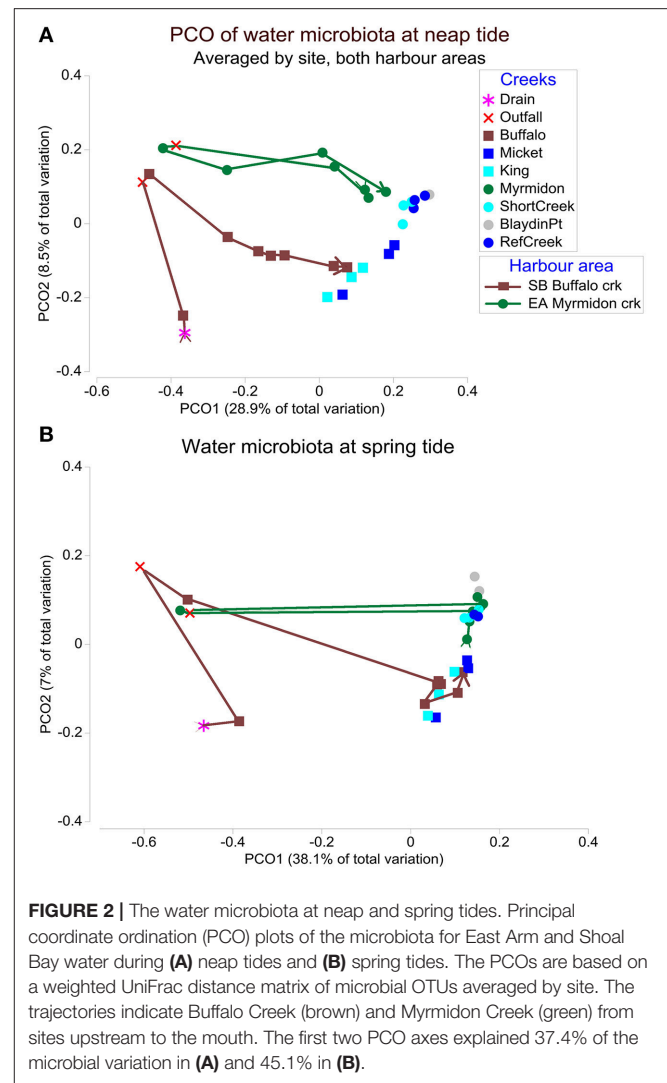 A
PCO of water microbiota at neap tide
Averaged by site, both harbour areas
0.4
0.2
0
-0.2
-0.4
PCO2 (8.5% of total variation)
-0.6
-0.4
-0.2
0
0.2
0.4
PCO1 (28.9% of total variation)
Creeks
Drain
Outfall
Buffalo
Micket
King
Myrmidon
ShortCreek
BlaydinPt
RefCreek
Harbour area
SB Buffalo crk
EA Myrmidon crk
B
Water microbiota at spring tide
0.4
0.2
0
-0.2
-0.4
PCO2 (7% of total variation)
-0.6
-0.4
-0.2
0
0.2
0.4
PCO1 (38.1% of total variation)
FIGURE 2 | The water microbiota at neap and spring tides. Principal
coordinate ordination (PCO) plots of the microbiota for East Arm and Shoal
Bay water during (A) neap tides and (B) spring tides. The PCOs are based on
a weighted UniFrac distance matrix of microbial OTUs averaged by site. The
trajectories indicate Buffalo Creek (brown) and Myrmidon Creek (green) from
sites upstream to the mouth. The first two PCO axes explained 37.4% of the
microbial variation in (A) and 45.1% in (B).